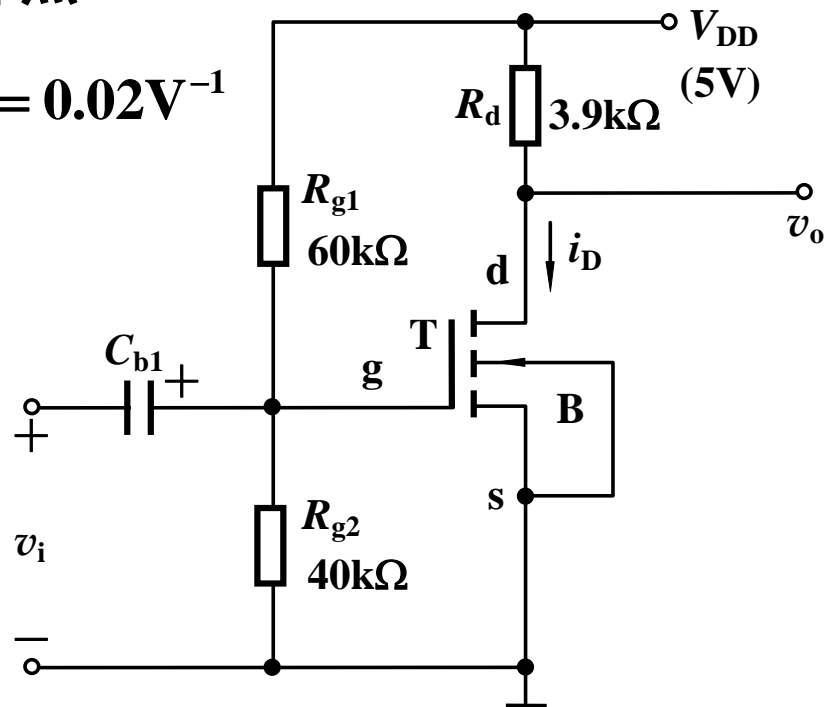 = 0.02V⁻¹
V_DD
(5V)
R_d 3.9kΩ
R_g1
60kΩ
v_o
i_D
d
T
C_b1
+
g
B
+
s
R_g2
40kΩ
v_i
−